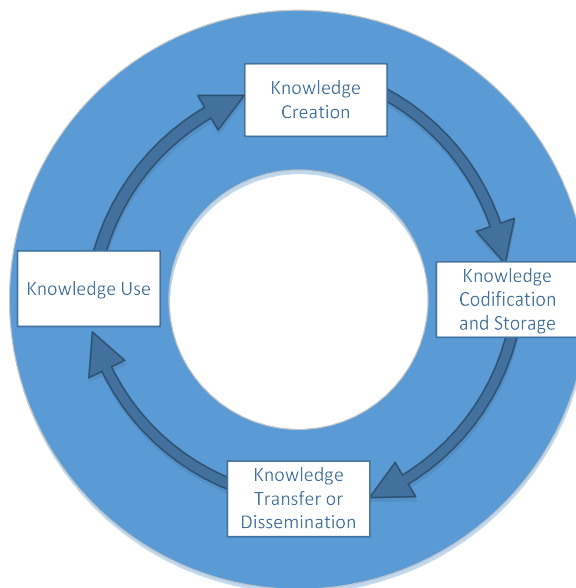 Knowledge
Creation
Knowledge
Codification
and Storage
Knowledge
Transfer or
Dissemination
Knowledge Use